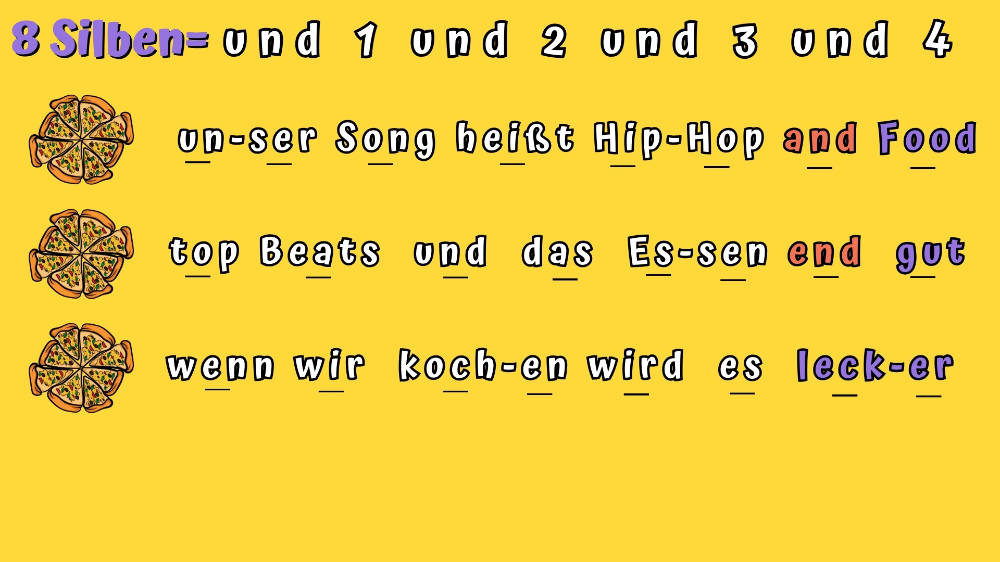 8 Silben= und 1 und 2 und 3 und 4
un-ser Song heißt Hip-Hop and Food
top Beats und das Es-sen end gut
wenn wir koch-en wird es leck-er